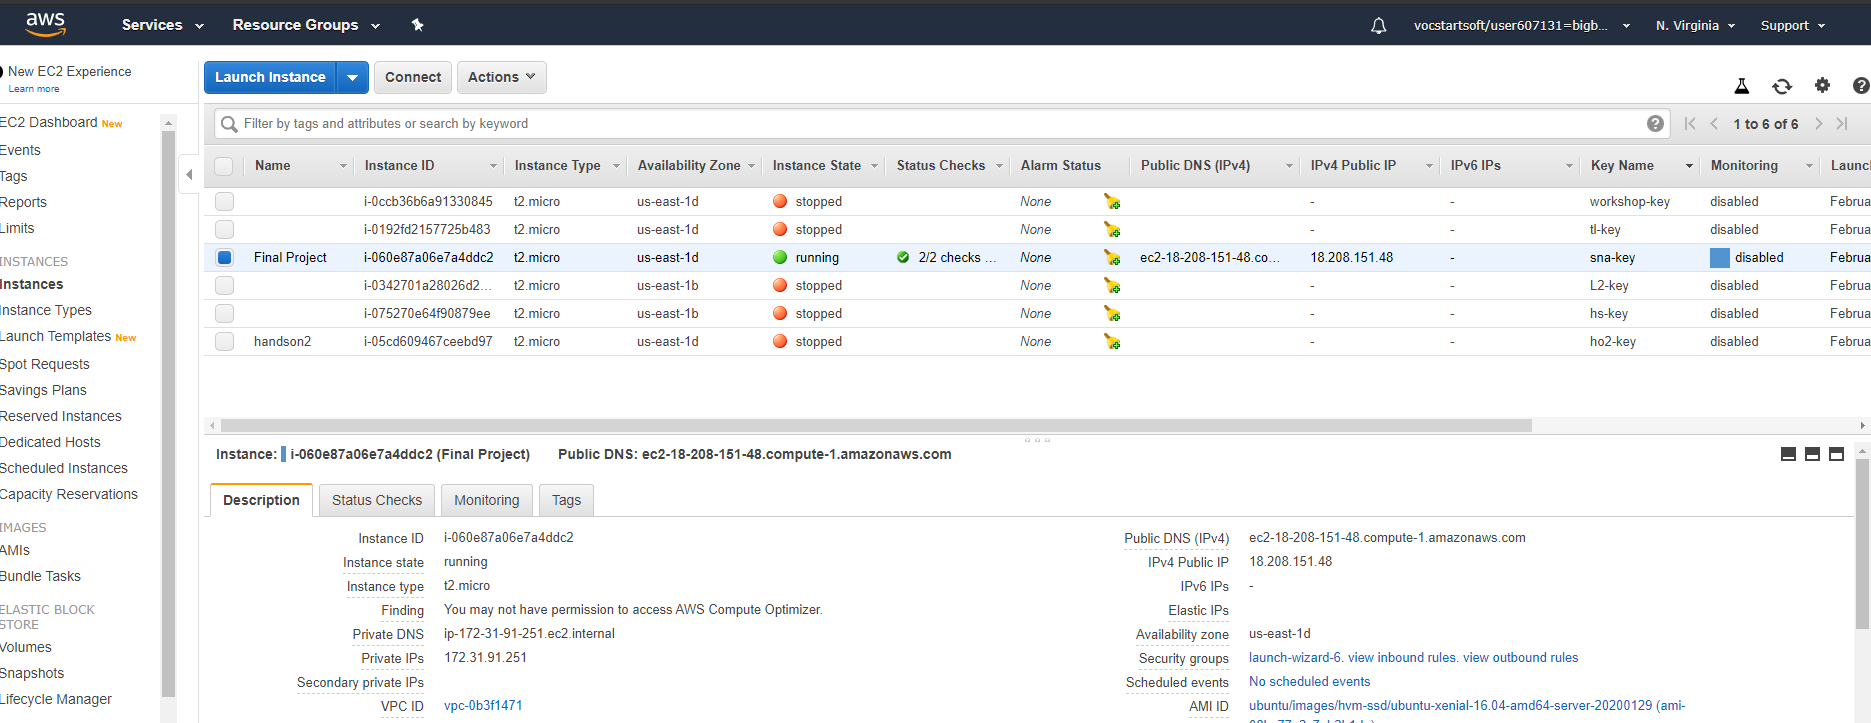 aws Services Resource Groups vocstartsoft/user607131=bigb... N. Virginia Support
New EC2 Experience
Learn more
Launch Instance Connect Actions
Filter by tags and attributes or search by keyword 1 to 6 of 6
EC2 Dashboard New
Events
Tags
Reports
Limits
INSTANCES
Instances
Instance Types
Launch Templates New
Spot Requests
Savings Plans
Reserved Instances
Dedicated Hosts
Scheduled Instances
Capacity Reservations
IMAGES
AMIs
Bundle Tasks
ELASTIC BLOCK
STORE
Volumes
Snapshots
Lifecycle Manager
Name Instance ID Instance Type Availability Zone Instance State Status Checks Alarm Status Public DNS (IPv4) IPv4 Public IP IPv6 IPs Key Name Monitoring Launc
i-0ccb36b6a91330845 t2.micro us-east-1d stopped None - - workshop-key disabled Februa
i-0192fd2157725b483 t2.micro us-east-1d stopped None - - tl-key disabled Februa
Final Project i-060e87a06e7a4ddc2 t2.micro us-east-1d running 2/2 checks ... None ec2-18-208-151-48.co... 18.208.151.48 - sna-key disabled Februa
i-0342701a28026d2... t2.micro us-east-1b stopped None - - L2-key disabled Februa
i-075270e64f90879ee t2.micro us-east-1b stopped None - - hs-key disabled Februa
handson2 i-05cd609467ceebd97 t2.micro us-east-1d stopped None - - ho2-key disabled Februa
Instance: i-060e87a06e7a4ddc2 (Final Project) Public DNS: ec2-18-208-151-48.compute-1.amazonaws.com
Description Status Checks Monitoring Tags
Instance ID i-060e87a06e7a4ddc2 Public DNS (IPv4) ec2-18-208-151-48.compute-1.amazonaws.com
Instance state running IPv4 Public IP 18.208.151.48
Instance type t2.micro IPv6 IPs -
Finding You may not have permission to access AWS Compute Optimizer. Elastic IPs
Private DNS ip-172-31-91-251.ec2.internal Availability zone us-east-1d
Private IPs 172.31.91.251 Security groups launch-wizard-6. view inbound rules. view outbound rules
Secondary private IPs Scheduled events No scheduled events
VPC ID vpc-0b3f1471 AMI ID ubuntu/images/hvm-ssd/ubuntu-xenial-16.04-amd64-server-20200129 (ami-